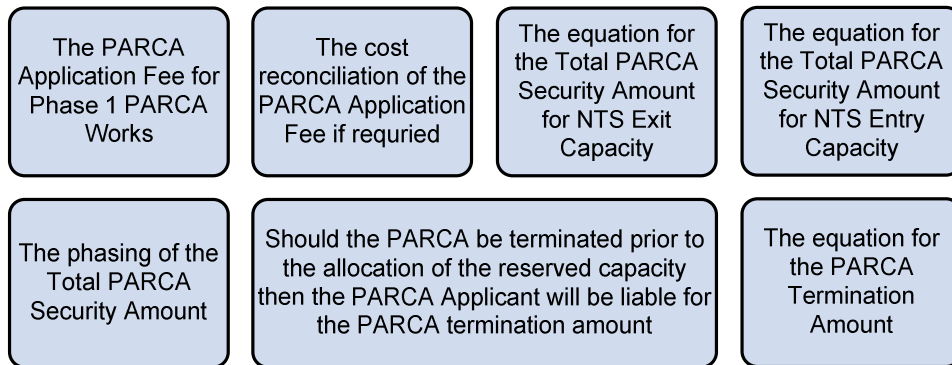 The PARCA
Application Fee for
Phase 1 PARCA
Works
The cost
reconciliation of the
PARCA Application
Fee if requried
The equation for
the Total PARCA
Security Amount
for NTS Exit
Capacity
The equation for
the Total PARCA
Security Amount
for NTS Entry
Capacity
The phasing of the
Total PARCA
Security Amount
Should the PARCA be terminated prior to
the allocation of the reserved capacity
then the PARCA Applicant will be liable for
the PARCA termination amount
The equation for
the PARCA
Termination
Amount